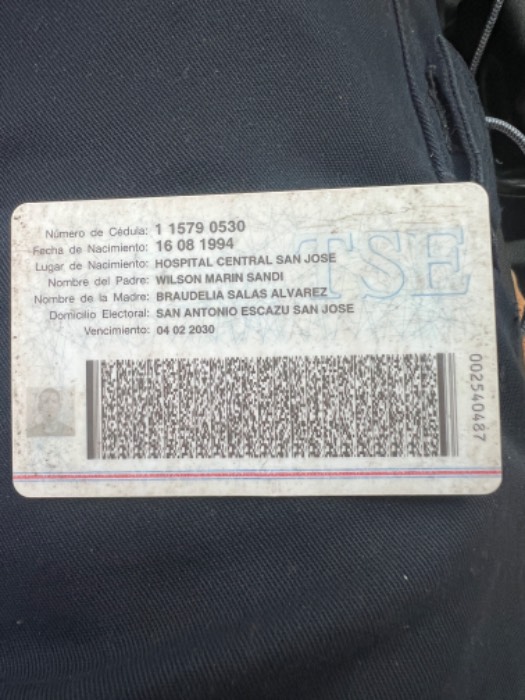 TSE
Número de Cédula: 1 1579 0530
Fecha de Nacimiento: 16 08 1994
Lugar de Nacimiento: HOSPITAL CENTRAL SAN JOSE
Nombre del Padre: WILSON MARIN SANDI
Nombre de la Madre: BRAUDELIA SALAS ALVAREZ
Domicilio Electoral: SAN ANTONIO ESCAZU SAN JOSE
Vencimiento: 04 02 2030
002540487